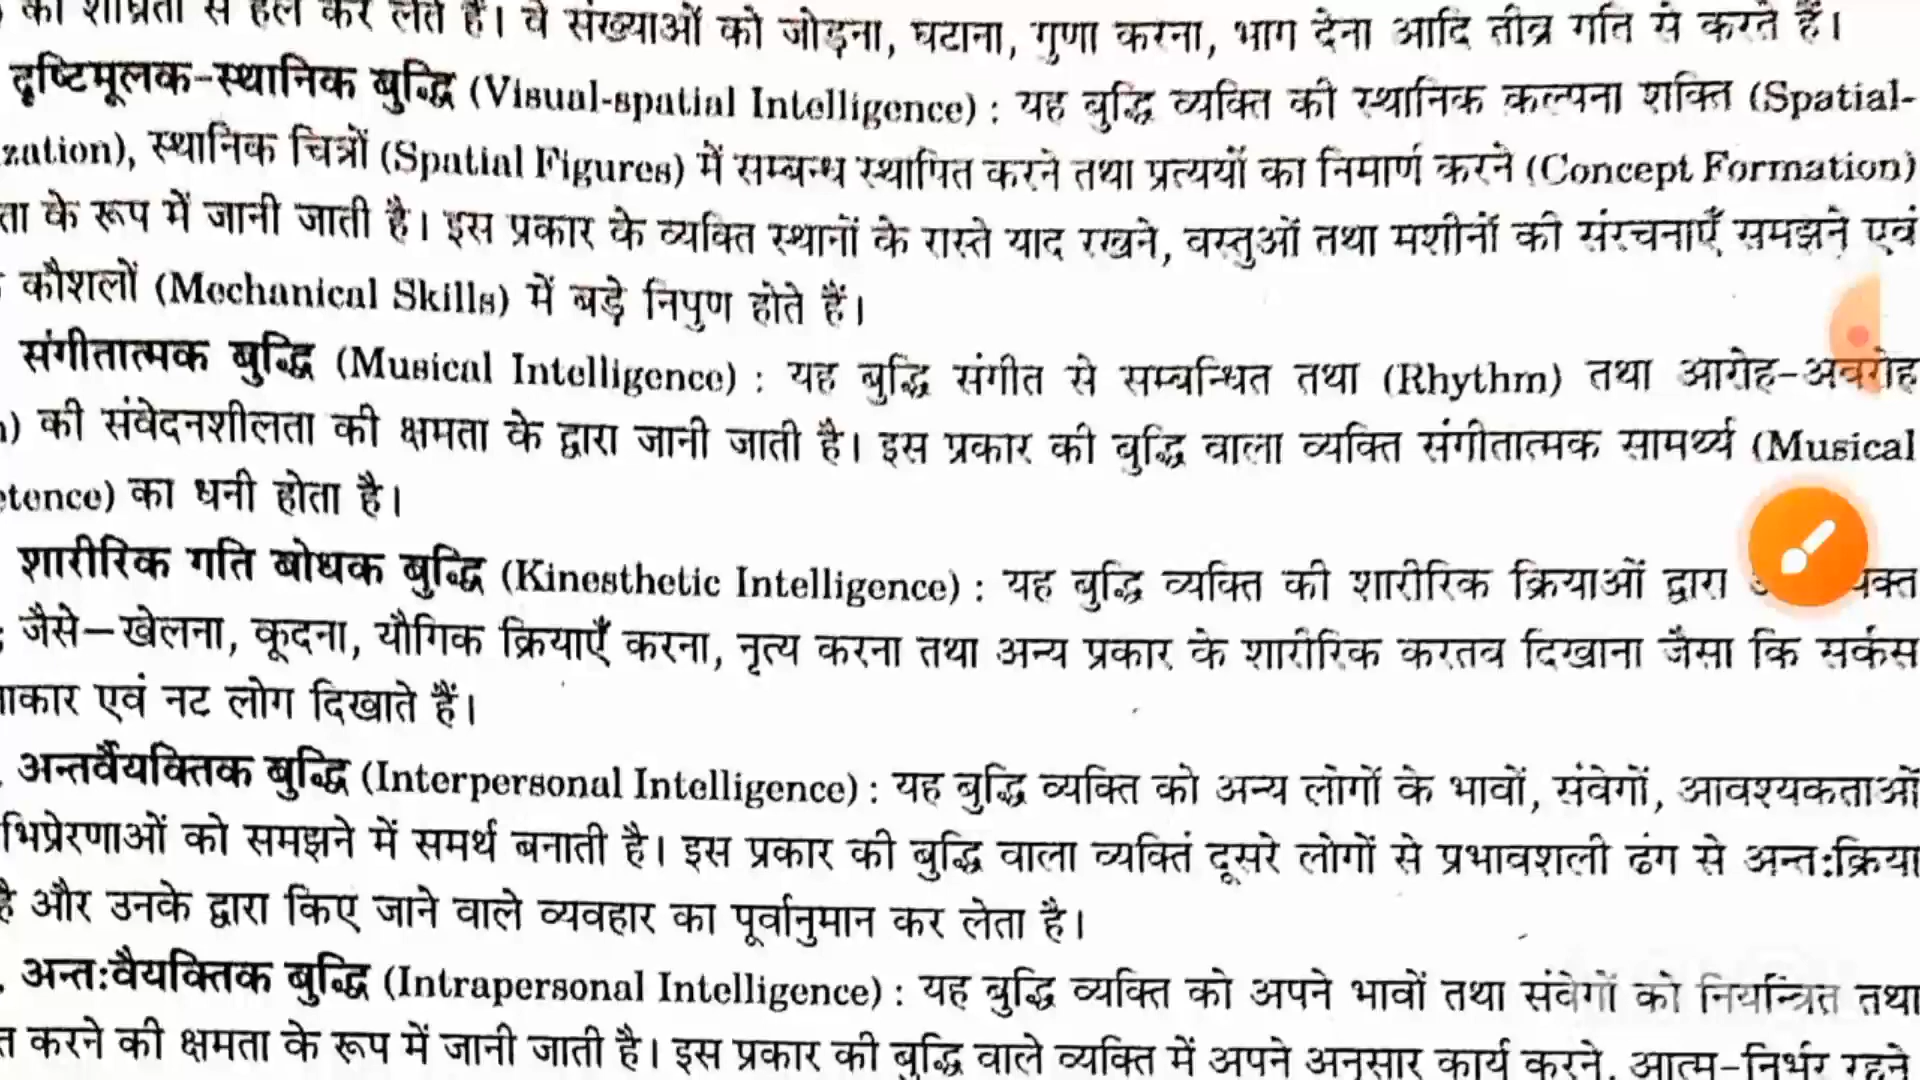 को शीघ्रता से हल कर लेते हैं। वे संख्याओं को जोड़ना, घटाना, गुणा करना, भाग देना आदि तीव्र गति से करते हैं।
दृष्टिमूलक-स्थानिक बुद्धि (Visual-spatial Intelligence) : यह बुद्धि व्यक्ति की स्थानिक कल्पना शक्ति (Spatial-
zation), स्थानिक चित्रों (Spatial Figures) में सम्बन्ध स्थापित करने तथा प्रत्ययों का निमार्ण करने (Concept Formation)
ता के रूप में जानी जाती है। इस प्रकार के व्यक्ति स्थानों के रास्ते याद रखने, वस्तुओं तथा मशीनों की संरचनाएँ समझने एवं
कौशलों (Mechanical Skills) में बड़े निपुण होते हैं।
संगीतात्मक बुद्धि (Musical Intelligence) : यह बुद्धि संगीत से सम्बन्धित तथा (Rhythm) तथा आरोह-अवरोह
) की संवेदनशीलता की क्षमता के द्वारा जानी जाती है। इस प्रकार की बुद्धि वाला व्यक्ति संगीतात्मक सामर्थ्य (Musical
etence) का धनी होता है।
शारीरिक गति बोधक बुद्धि (Kinesthetic Intelligence) : यह बुद्धि व्यक्ति की शारीरिक क्रियाओं द्वारा
जैसे—खेलना, कूदना, यौगिक क्रियाएँ करना, नृत्य करना तथा अन्य प्रकार के शारीरिक करतब दिखाना जैसा कि सर्कस
ाकार एवं नट लोग दिखाते हैं।
अन्तर्वैयक्तिक बुद्धि (Interpersonal Intelligence) : यह बुद्धि व्यक्ति को अन्य लोगों के भावों, संवेगों, आवश्यकताओं
भिप्रेरणाओं को समझने में समर्थ बनाती है। इस प्रकार की बुद्धि वाला व्यक्ति दूसरे लोगों से प्रभावशली ढंग से अन्त:क्रिया
है और उनके द्वारा किए जाने वाले व्यवहार का पूर्वानुमान कर लेता है।
अन्त:वैयक्तिक बुद्धि (Intrapersonal Intelligence) : यह बुद्धि व्यक्ति को अपने भावों तथा संवेगों को नियन्त्रित तथा
त करने की क्षमता के रूप में जानी जाती है। इस प्रकार की बुद्धि वाले व्यक्ति में अपने अनुसार कार्य करने, आत्म-निर्भर रहने